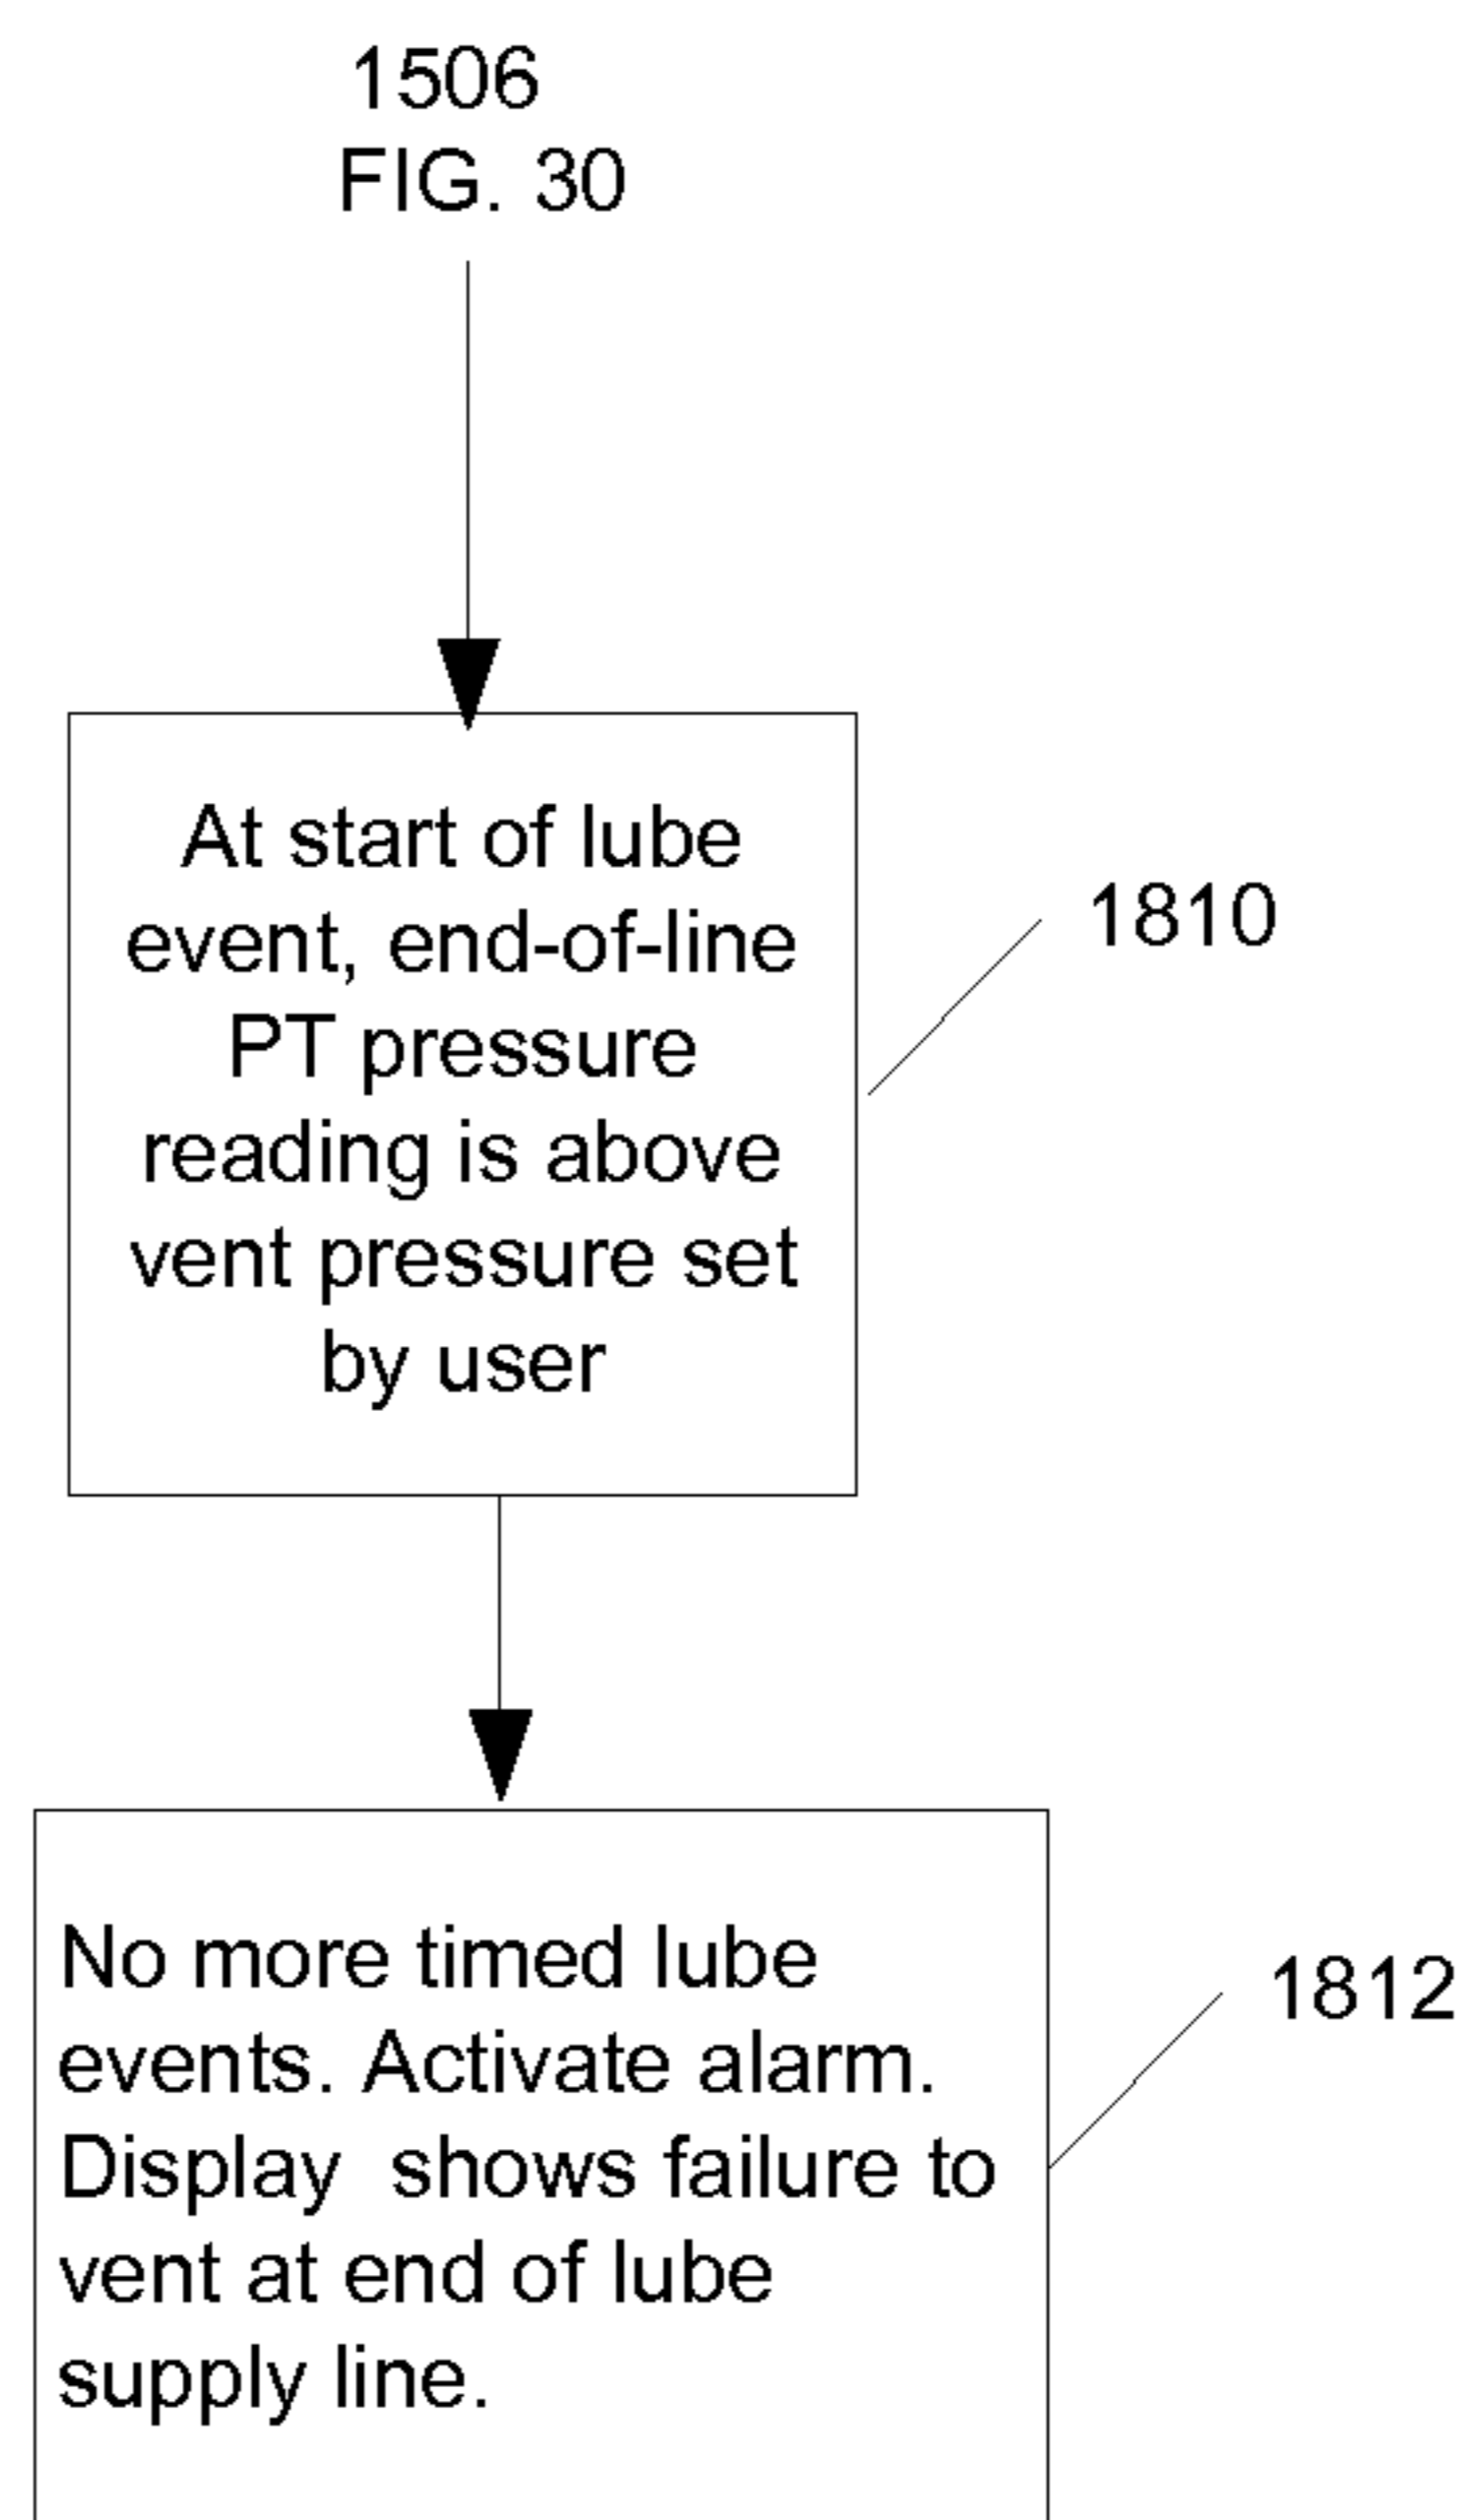 1506
FIG. 30
At start of lube
event, end-of-line
PT pressure
reading is above
vent pressure set
by user
1810
No more timed lube
events. Activate alarm.
Display shows failure to
vent at end of lube
supply line.
1812